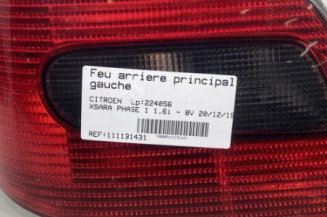 Feu arriere principal
gauche
CITROEN Lp:224056
XSARA PHASE 1 1.6i - 8V 20/12/19
REF:111131431